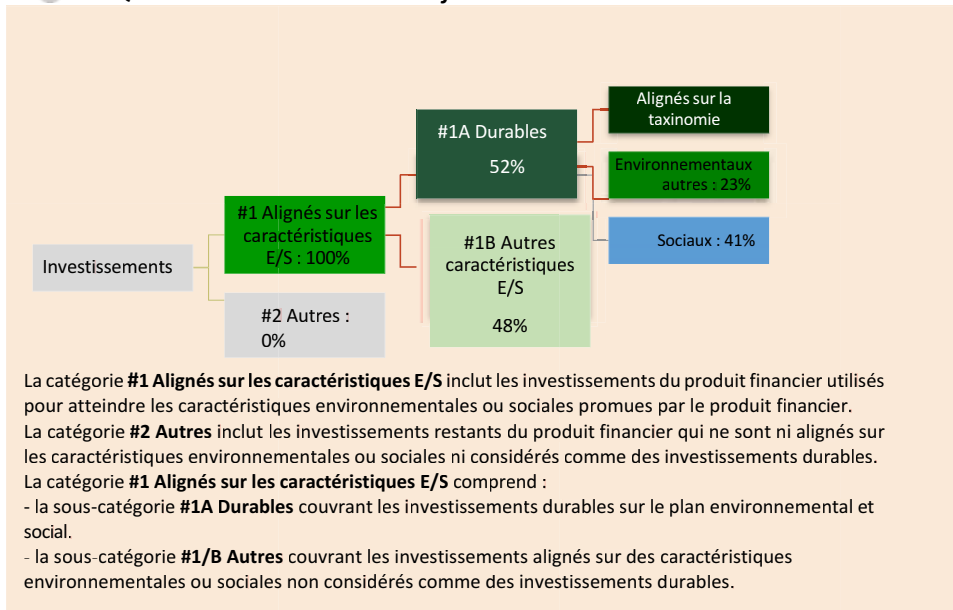 Alignés sur la
taxinomie
#1A Durables
52%
Environnementaux
autres : 23%
#1 Alignés sur les
caractéristiques
E/S : 100%
Sociaux : 41%
#1B Autres
caractéristiques
E/S
48%
Investissements
#2 Autres :
0%
La catégorie #1 Alignés sur les caractéristiques E/S inclut les investissements du produit financier utilisés
pour atteindre les caractéristiques environnementales ou sociales promues par le produit financier.
La catégorie #2 Autres inclut les investissements restants du produit financier qui ne sont ni alignés sur
les caractéristiques environnementales ou sociales ni considérés comme des investissements durables.
La catégorie #1 Alignés sur les caractéristiques E/S comprend :
- la sous-catégorie #1A Durables couvrant les investissements durables sur le plan environnemental et
social.
- la sous-catégorie #1/B Autres couvrant les investissements alignés sur des caractéristiques
environnementales ou sociales non considérés comme des investissements durables.